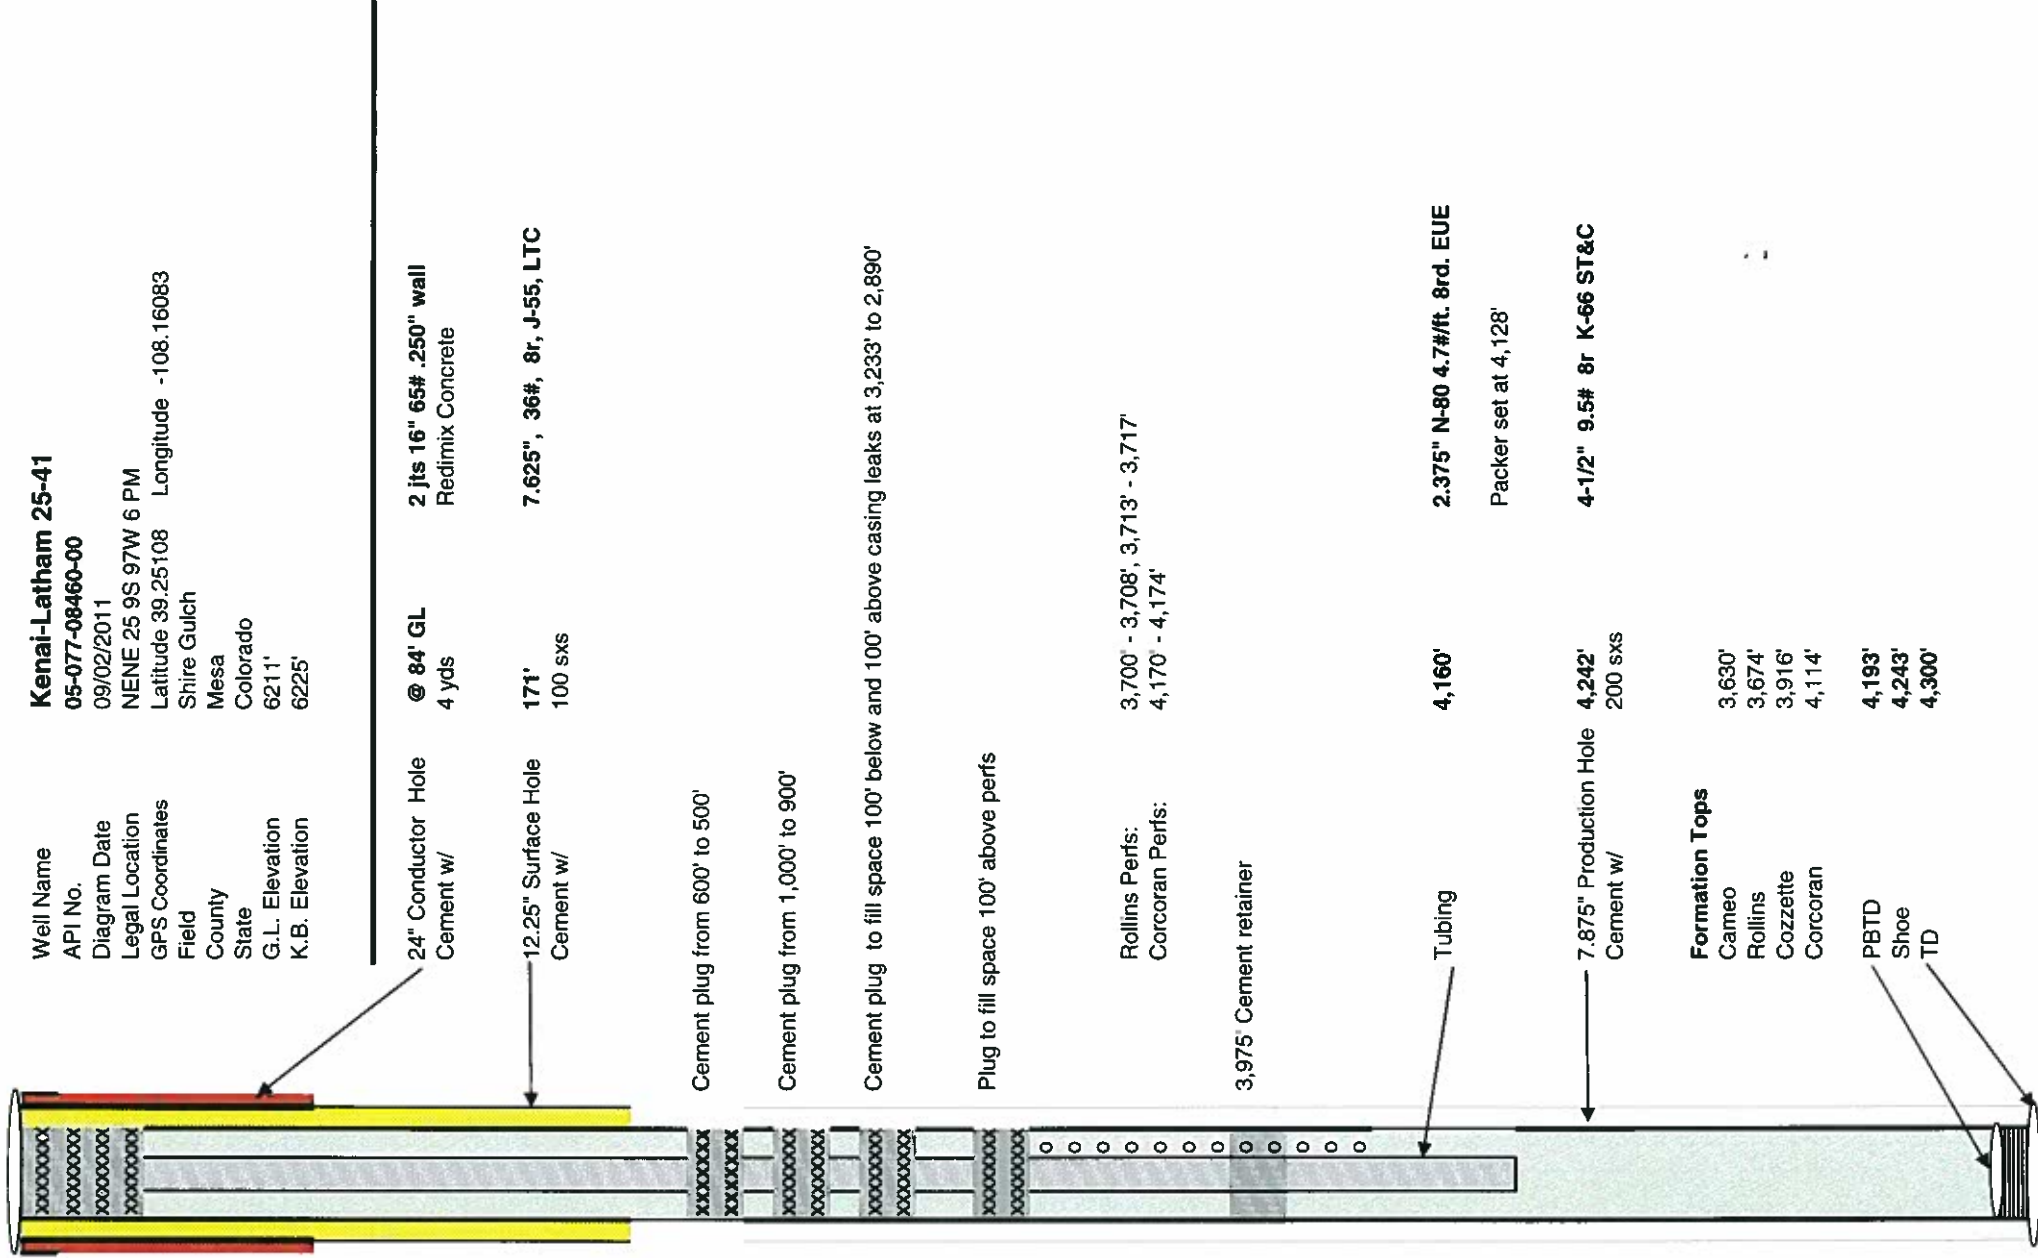 Well Name Kenai-Latham 25-41
API No. 05-077-08460-00
Diagram Date 09/02/2011
Legal Location NENE 25 9S 97W 6 PM
GPS Coordinates Latitude 39.25108 Longitude -108.16083
Field Shire Gulch
County Mesa
State Colorado
G.L. Elevation 6211'
K.B. Elevation 6225'
24" Conductor Hole @ 84' GL 2 jts 16" 65# .250" wall
Cement w/ 4 yds Redimix Concrete
12.25" Surface Hole 171' 7.625", 36#, 8r, J-55, LTC
Cement w/ 100 sxs
Cement plug from 600' to 500'
Cement plug from 1,000' to 900'
Cement plug to fill space 100' below and 100' above casing leaks at 3,233' to 2,890'
Plug to fill space 100' above perfs
Rollins Perfs: 3,700' - 3,708', 3,713' - 3,717'
Corcoran Perfs: 4,170' - 4,174'
3,975' Cement retainer
Tubing 4,160' 2.375" N-80 4.7#/ft. 8rd. EUE
Packer set at 4,128'
7.875" Production Hole 4,242' 4-1/2" 9.5# 8r K-66 ST&C
Cement w/ 200 sxs
Formation Tops
Cameo 3,630'
Rollins 3,674'
Cozzette 3,916'
Corcoran 4,114'
PBTD 4,193'
Shoe 4,243'
TD 4,300'